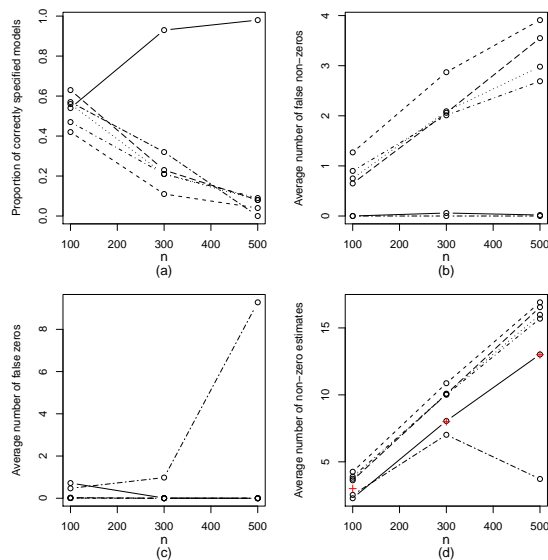 Proportion of correctly specified models
0.0 0.2 0.4 0.6 0.8 1.0
100 200 300 400 500
n
(a)
Average number of false non−zeros
0 1 2 3 4
100 200 300 400 500
n
(b)
Average number of false zeros
0 2 4 6 8
100 200 300 400 500
n
(c)
Average number of non−zero estimates
5 10 15
100 200 300 400 500
n
(d)